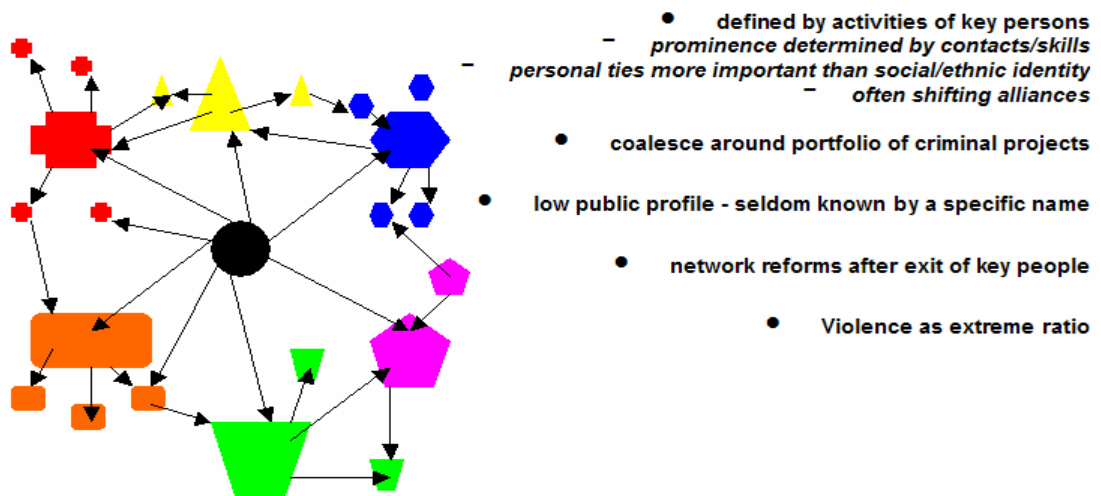 ● defined by activities of key persons
– prominence determined by contacts/skills
– personal ties more important than social/ethnic identity
– often shifting alliances
● coalesce around portfolio of criminal projects
● low public profile - seldom known by a specific name
● network reforms after exit of key people
● Violence as extreme ratio